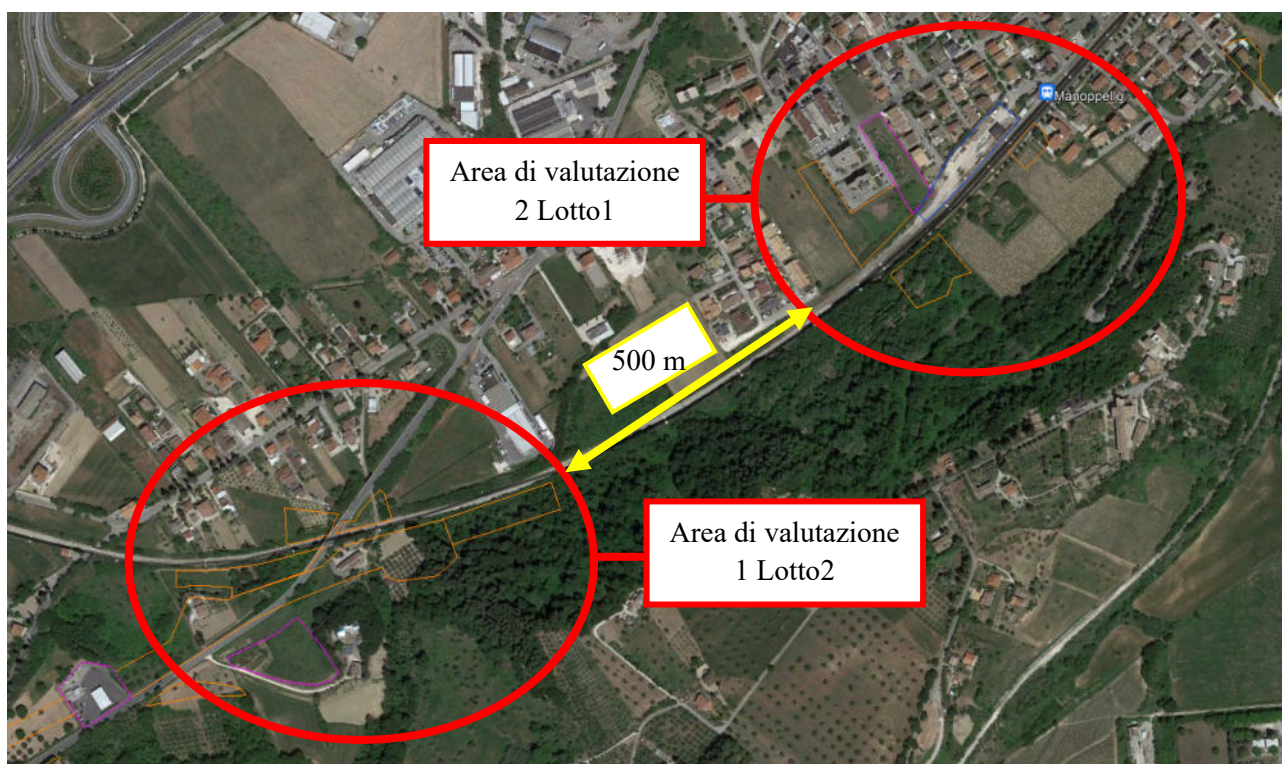 Manoppello
Area di valutazione
2 Lotto1
500 m
Area di valutazione
1 Lotto2